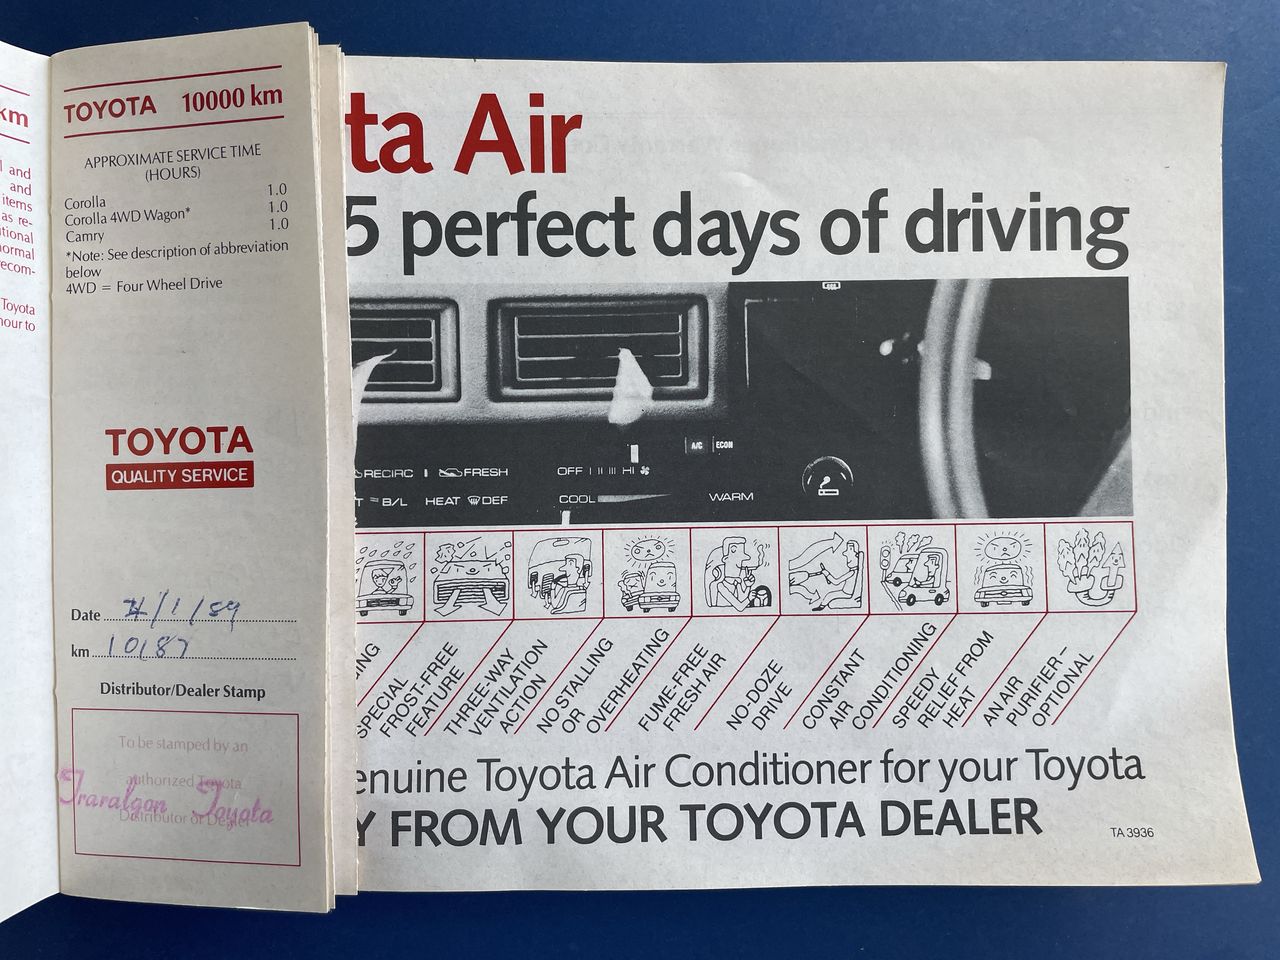 km
l and
and
items
as re-
tional
normal
recom-
Toyota
hour to
TOYOTA 10000 km
APPROXIMATE SERVICE TIME
(HOURS)
Corolla 1.0
Corolla 4WD Wagon* 1.0
Camry 1.0
*Note: See description of abbreviation
below
4WD = Four Wheel Drive
TOYOTA
QUALITY SERVICE
Date /1/89
km 10187
Distributor/Dealer Stamp
To be stamped by an
authorized Toyota
Distributor or Dealer
Traralgon Toyota
ta Air
5 perfect days of driving
A/C ECON
RECIRC FRESH OFF HI
T B/L HEAT DEF COOL WARM
ING
SPECIAL
FROST-FREE
FEATURE
THREE-WAY
VENTILATION
ACTION
NO STALLING
OR
OVERHEATING
FUME-FREE
FRESH AIR
NO-DOZE
DRIVE
CONSTANT
AIR
CONDITIONING
SPEEDY
RELIEF FROM
HEAT
AN AIR
PURIFIER–
OPTIONAL
enuine Toyota Air Conditioner for your Toyota
Y FROM YOUR TOYOTA DEALER
TA 3936